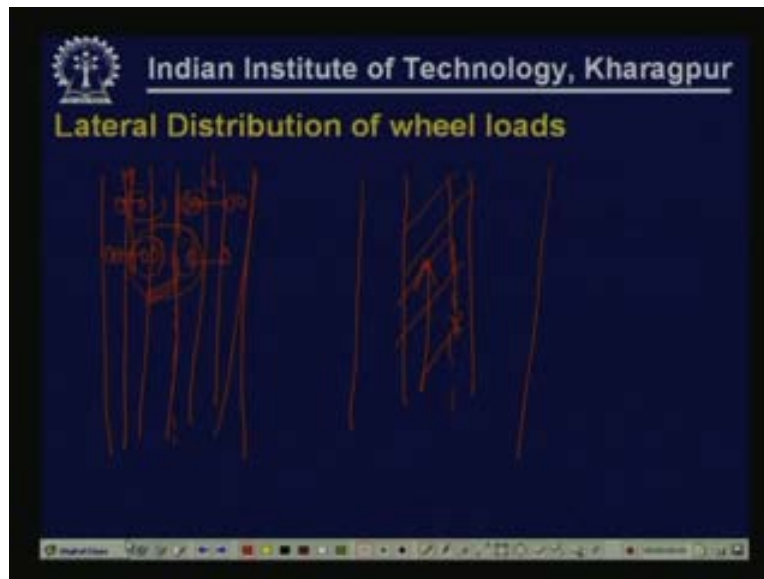 Indian Institute of Technology, Kharagpur
Lateral Distribution of wheel loads